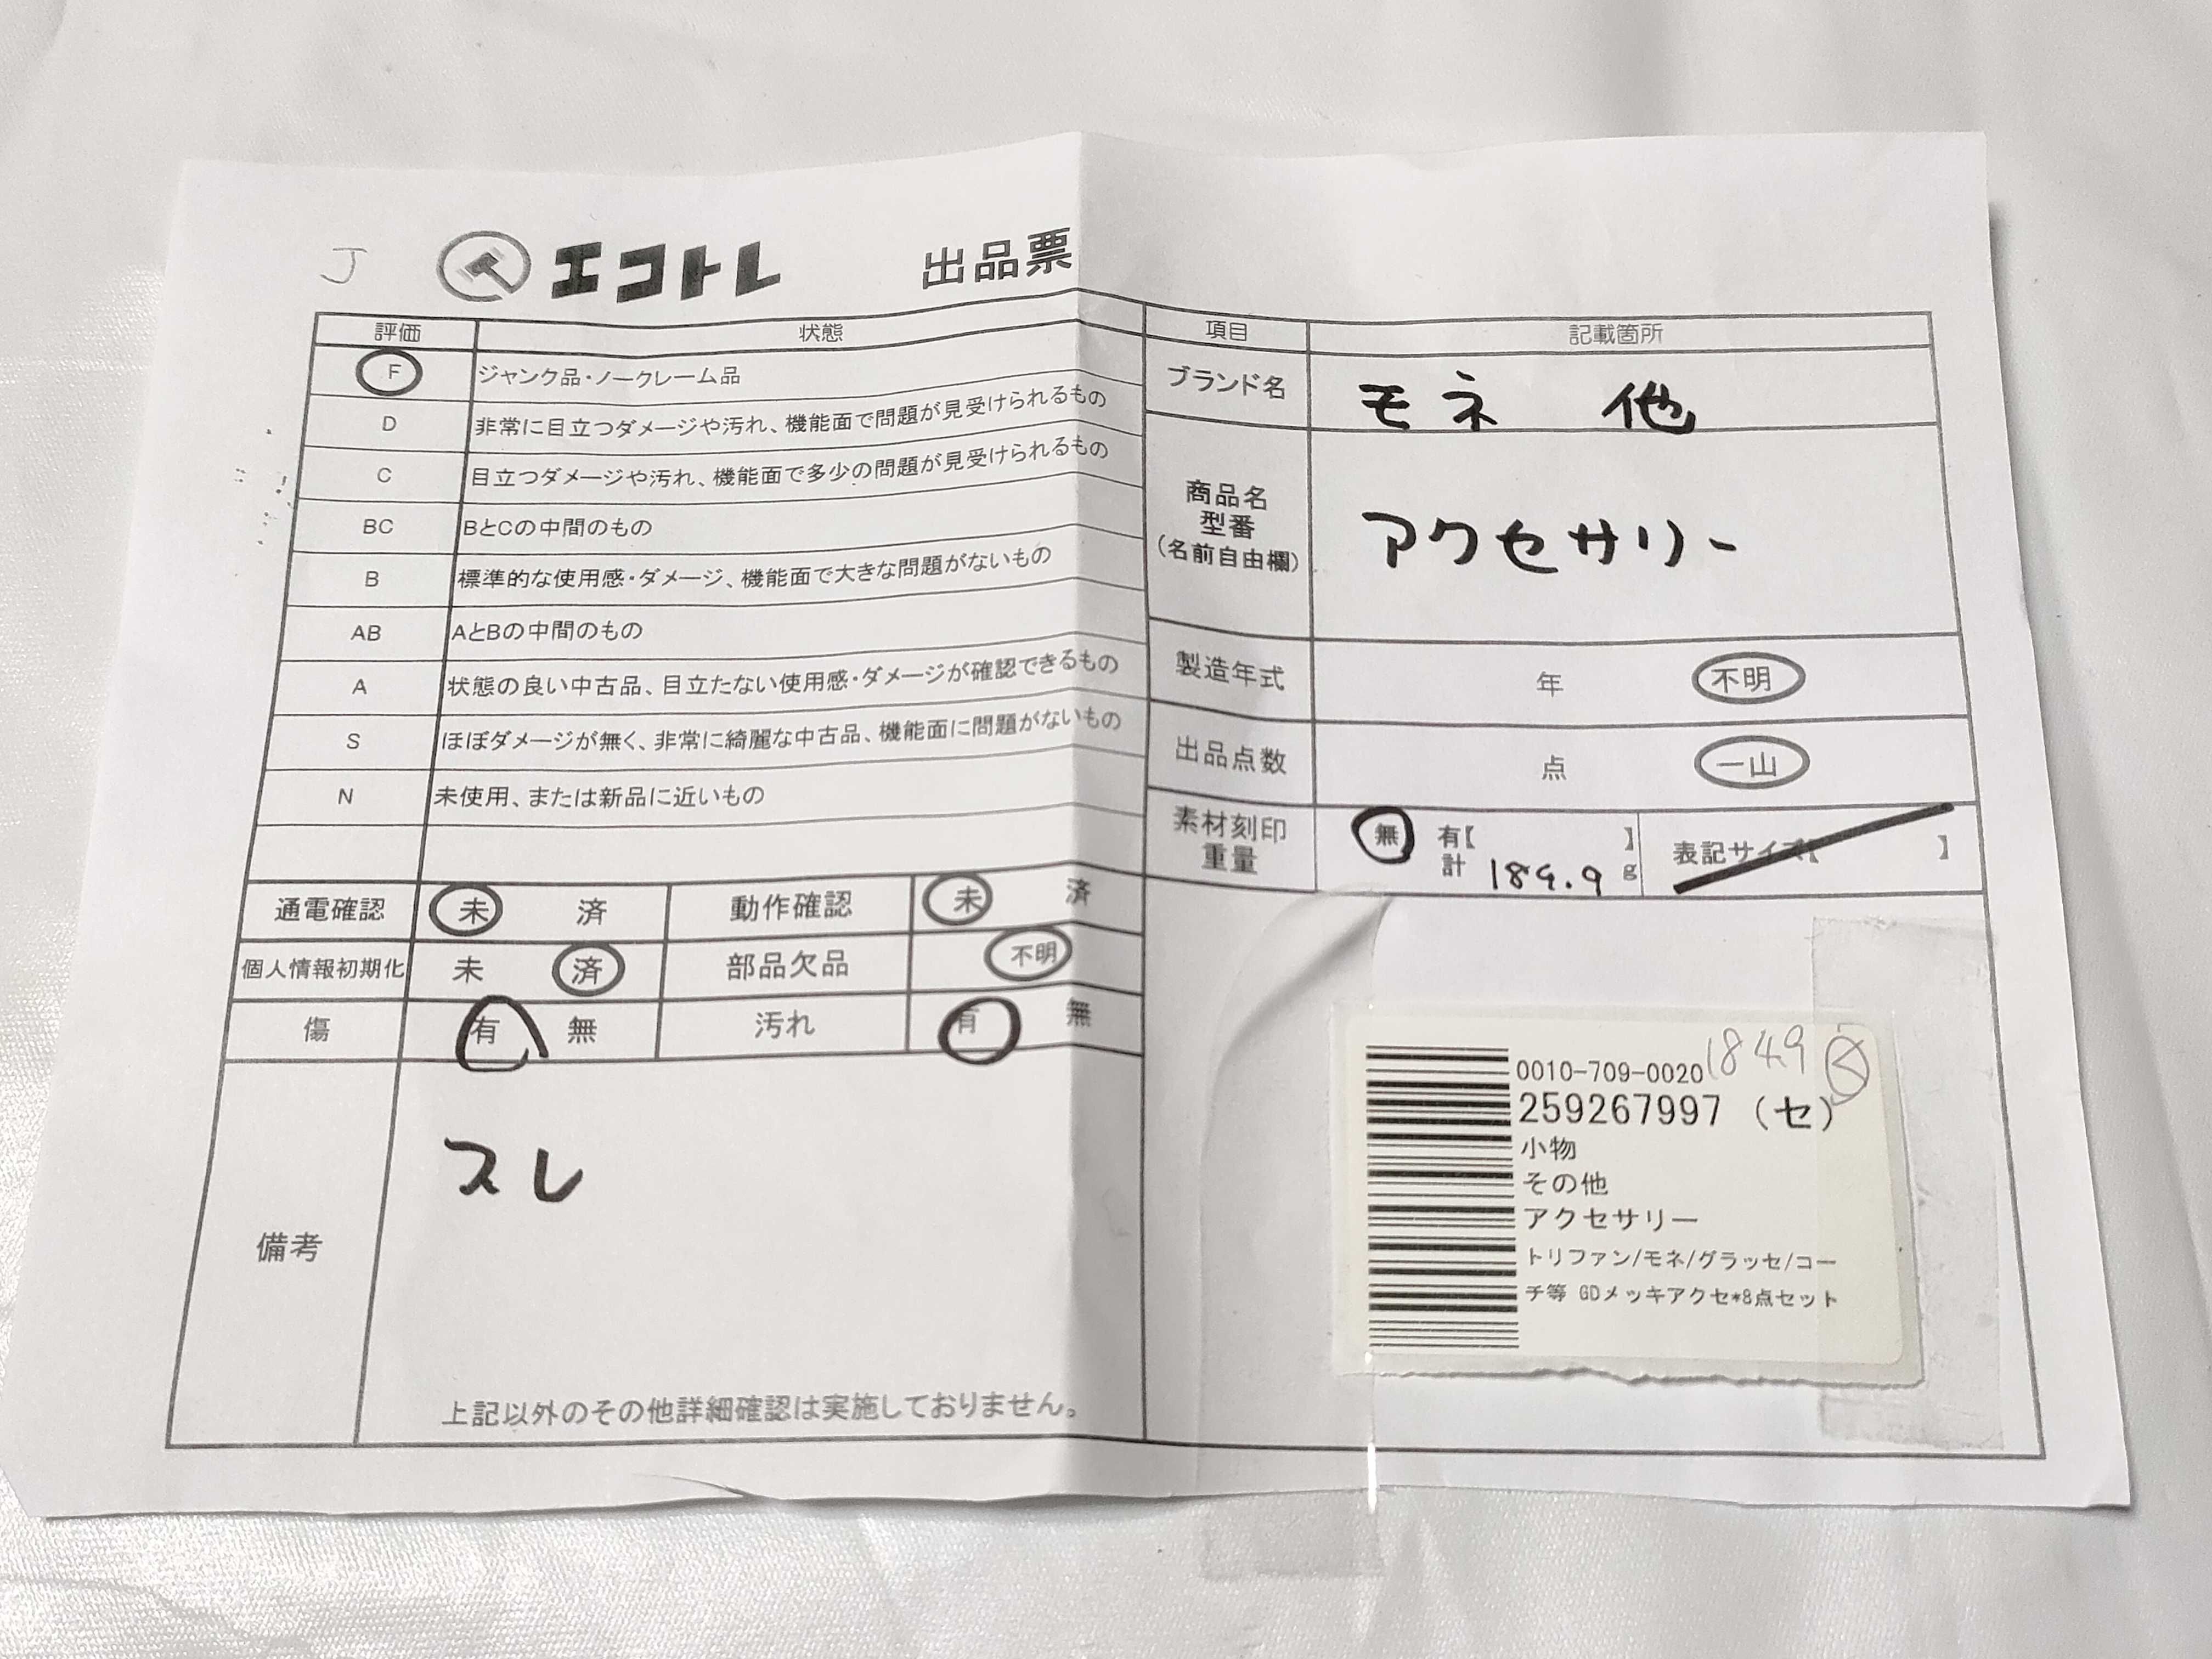 J
エコトレ 出品票
評価 状態
F ジャンク品・ノークレーム品
D 非常に目立つダメージや汚れ、機能面で問題が見受けられるもの
C 目立つダメージや汚れ、機能面で多少の問題が見受けられるもの
BC BとCの中間のもの
B 標準的な使用感・ダメージ、機能面で大きな問題がないもの
AB AとBの中間のもの
A 状態の良い中古品、目立たない使用感・ダメージが確認できるもの
S ほぼダメージが無く、非常に綺麗な中古品、機能面に問題がないもの
N 未使用、または新品に近いもの
通電確認 未 済 動作確認 未 済
個人情報初期化 未 済 部品欠品 不明
傷 有 無 汚れ 有 無
備考
スレ
上記以外のその他詳細確認は実施しておりません。
項目 記載箇所
ブランド名 モネ 他
商品名
型番
(名前自由欄)
アクセサリー
製造年式 年 不明
出品点数 点 一山
素材刻印
重量
無 有【 】
計 184.9 g
表記サイズ【 】
0010-709-0020 184.9
259267997 (セ)
小物
その他
アクセサリー
トリファン/モネ/グラッセ/コー
チ等 GDメッキアクセ*8点セット